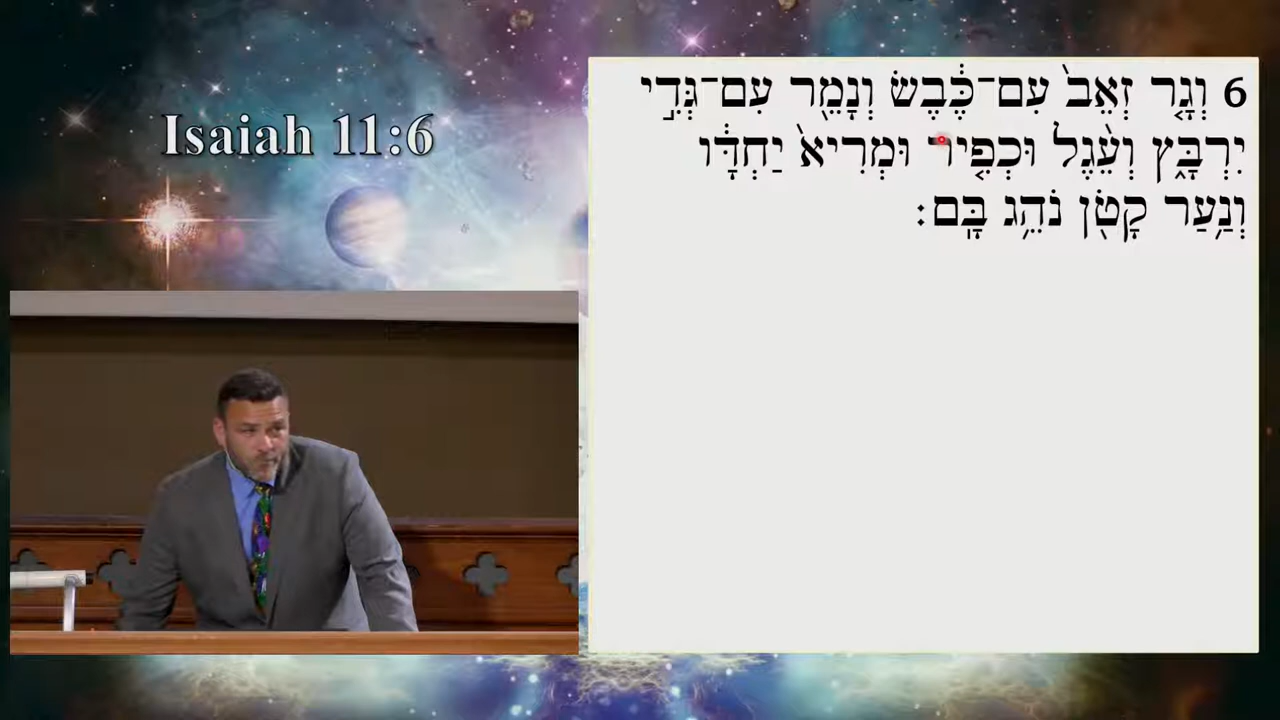 Isaiah 11:6
6 וְגָ֤ר זְאֵב֙ עִם־כֶּ֔בֶשׂ וְנָמֵ֖ר עִם־גְּדִ֣י
יִרְבָּ֑ץ וְעֵ֨גֶל וּכְפִ֤יר וּמְרִיא֙ יַחְדָּ֔ו
וְנַ֥עַר קָטֹ֖ן נֹהֵ֥ג בָּֽם׃